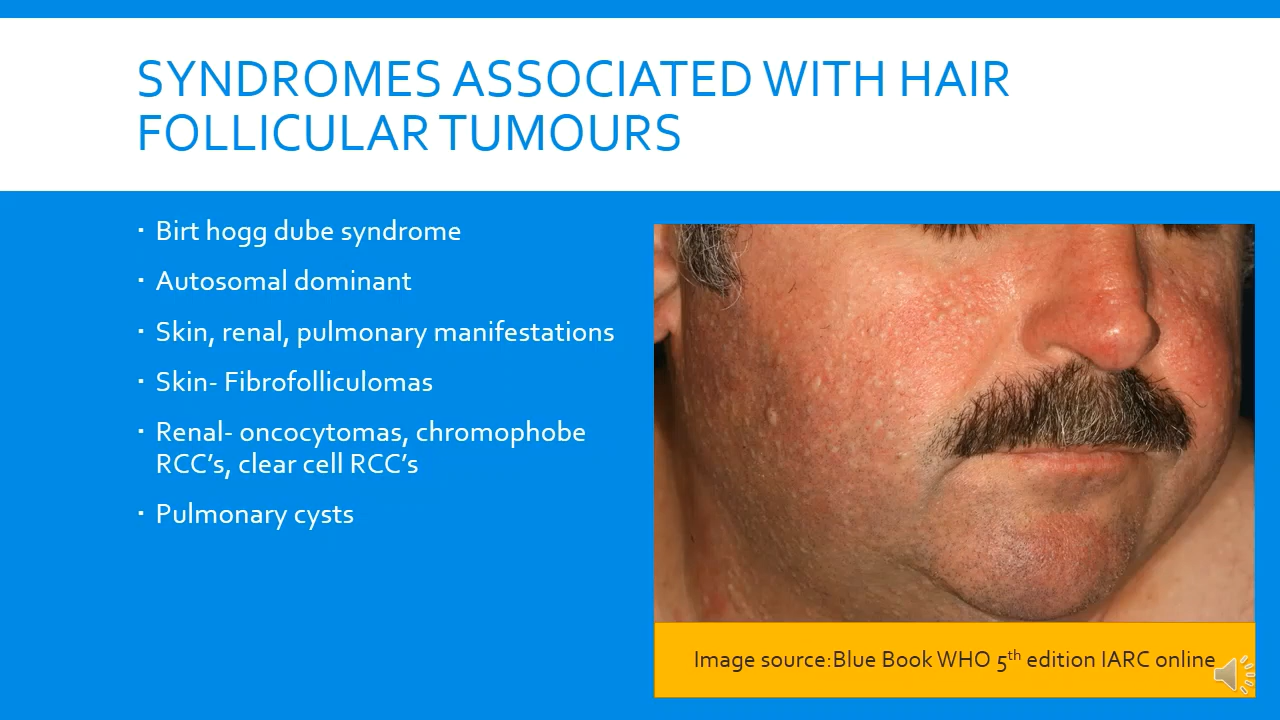 SYNDROMES ASSOCIATED WITH HAIR
FOLLICULAR TUMOURS
▪ Birt hogg dube syndrome
▪ Autosomal dominant
▪ Skin, renal, pulmonary manifestations
▪ Skin- Fibrofolliculomas
▪ Renal- oncocytomas, chromophobe
RCC’s, clear cell RCC’s
▪ Pulmonary cysts
Image source:Blue Book WHO 5th edition IARC online